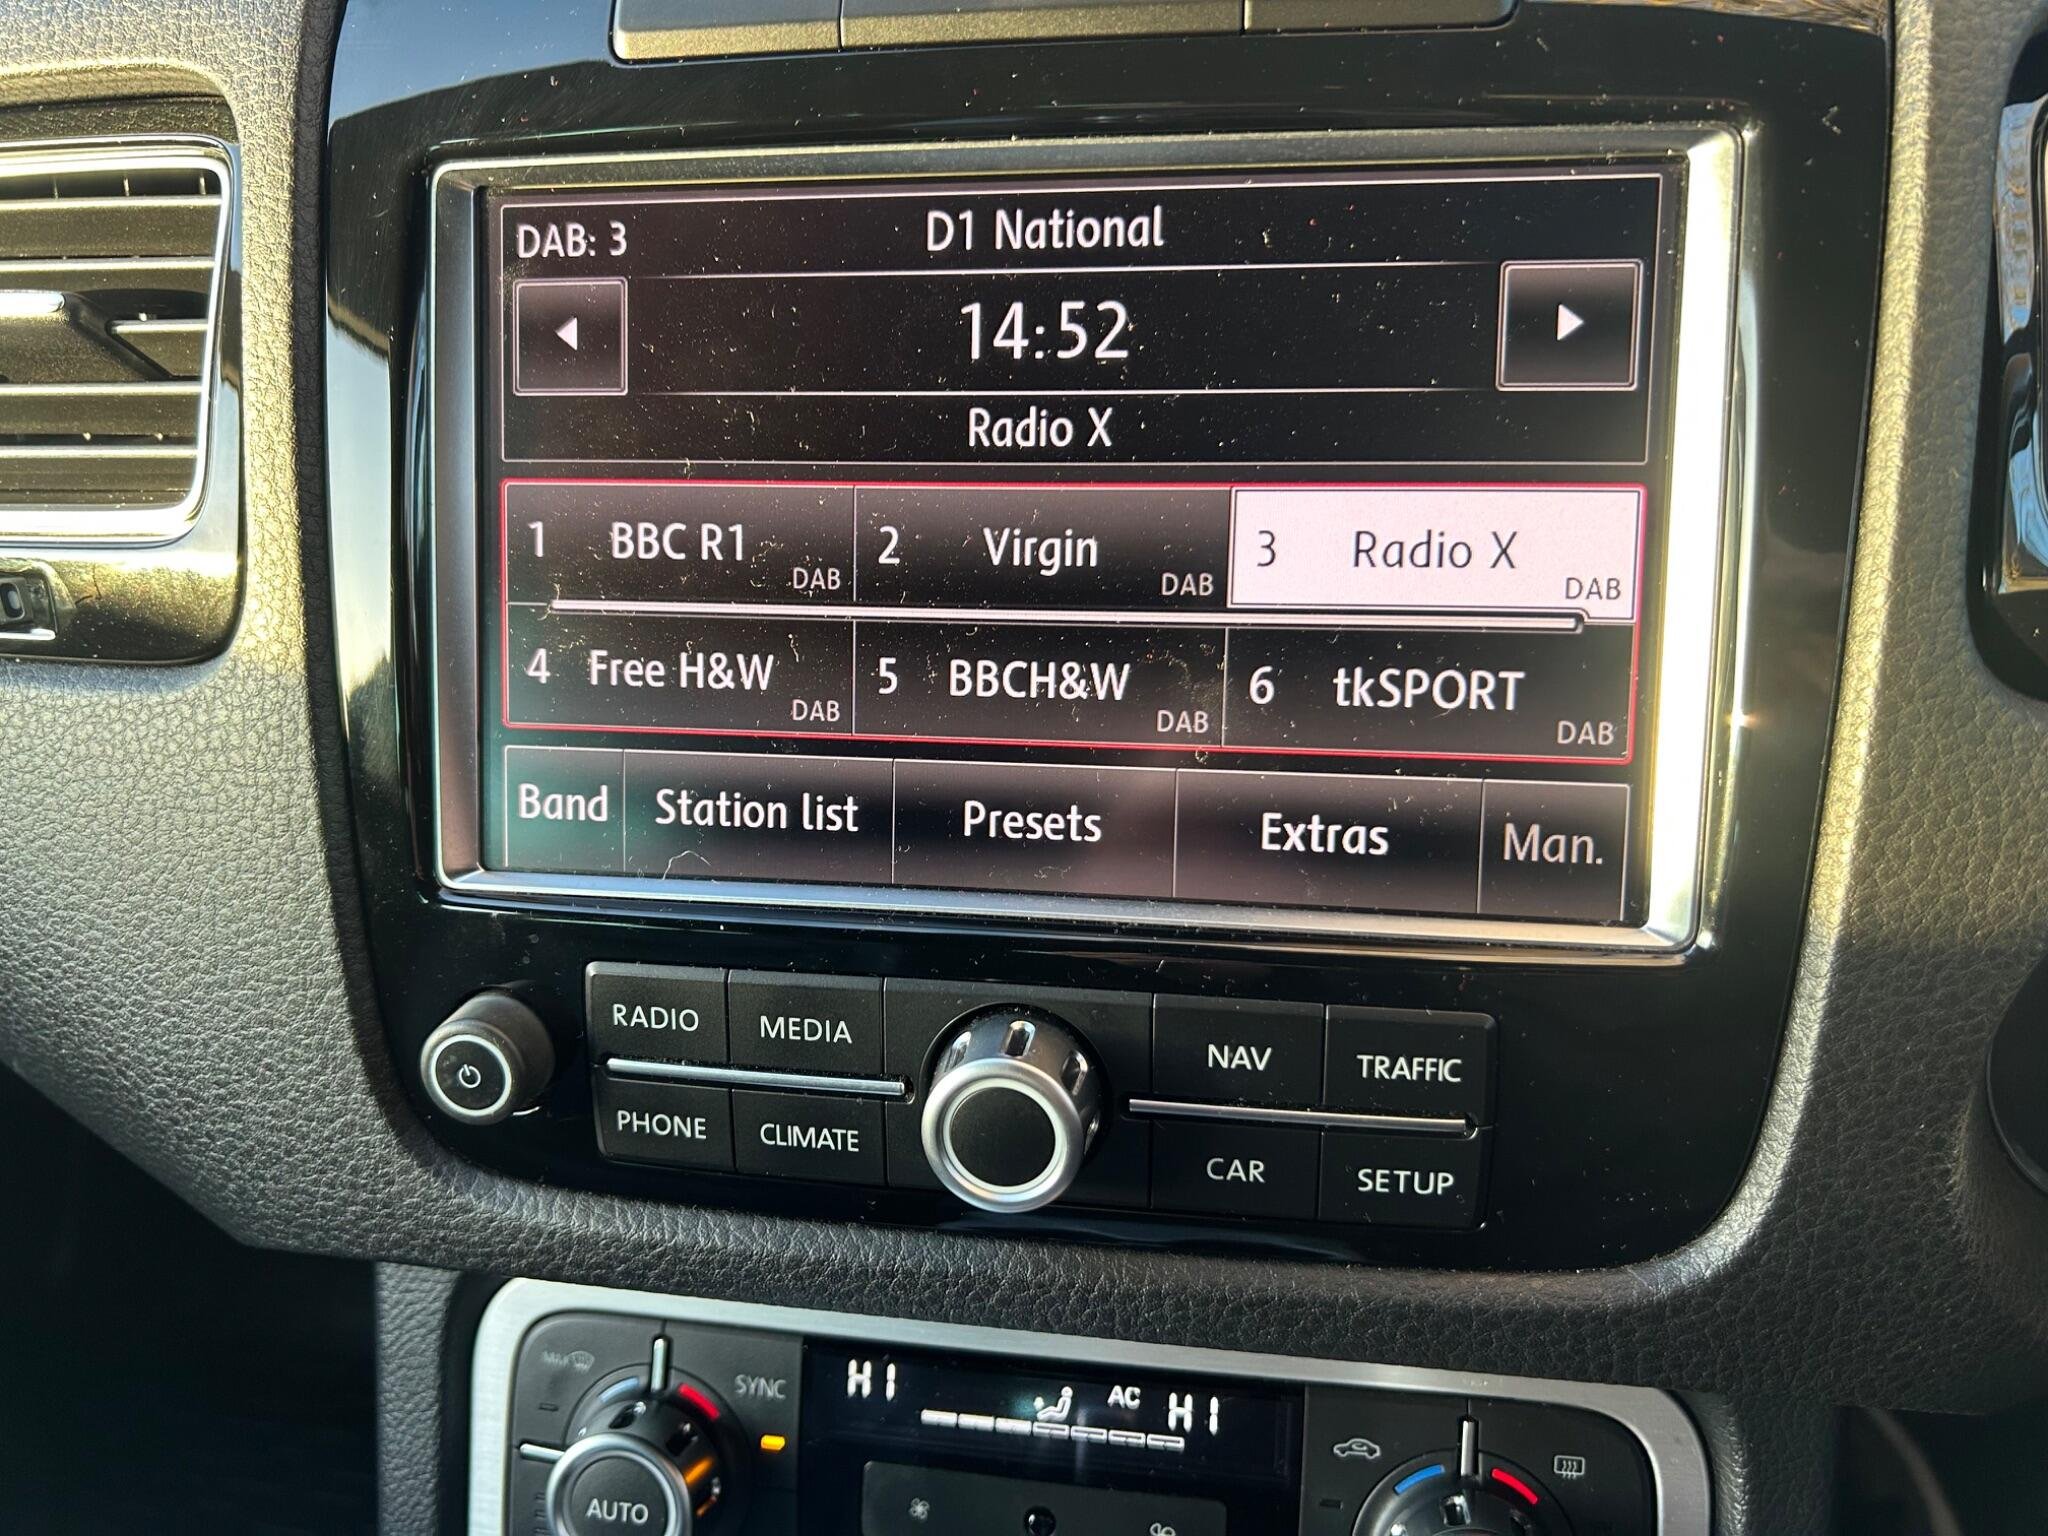 DAB: 3
D1 National
14:52
Radio X
1 BBC R1 DAB
2 Virgin DAB
3 Radio X DAB
4 Free H&W DAB
5 BBCH&W DAB
6 tkSPORT DAB
Band Station list Presets Extras Man.
RADIO MEDIA NAV TRAFFIC
PHONE CLIMATE CAR SETUP
SYNC
HI AC HI
AUTO